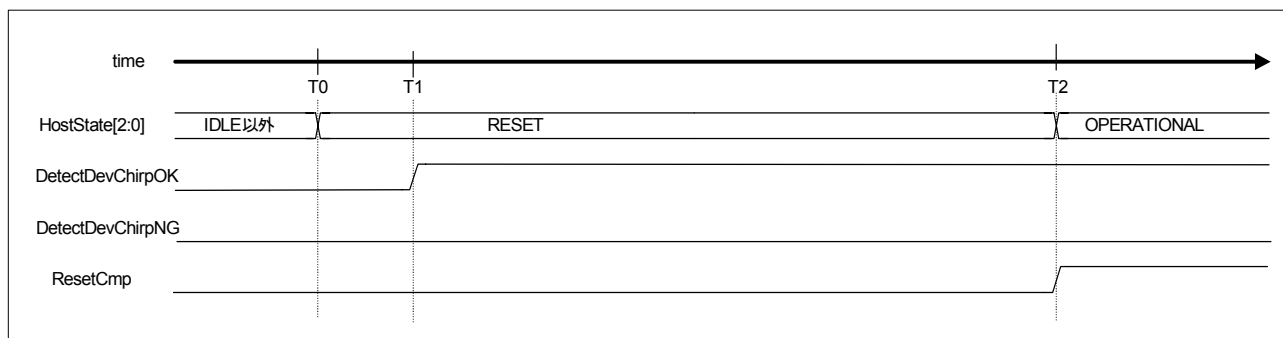 time
T0 T1 T2
HostState[2:0] IDLE以外 RESET OPERATIONAL
DetectDevChirpOK
DetectDevChirpNG
ResetCmp